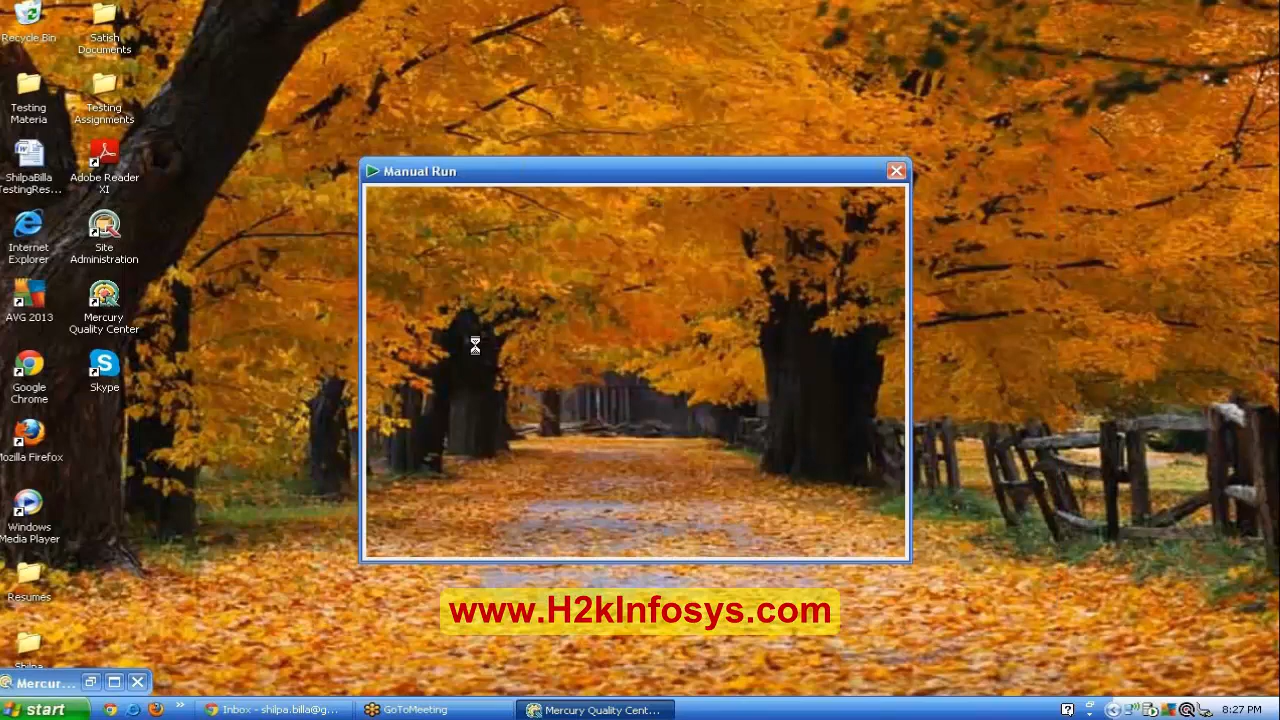 Recycle Bin
Satish
Documents
Testing
Materia
Testing
Assignments
ShilpaBilla
TestingRes...
Adobe Reader
XI
Internet
Explorer
Site
Administration
AVG 2013
Mercury
Quality Center
Google
Chrome
Skype
Mozilla Firefox
Windows
Media Player
Resumes
Shilpa
Manual Run
www.H2kInfosys.com
Mercur...
start
Inbox - shilpa.billa@g...
GoToMeeting
Mercury Quality Cent...
8:27 PM